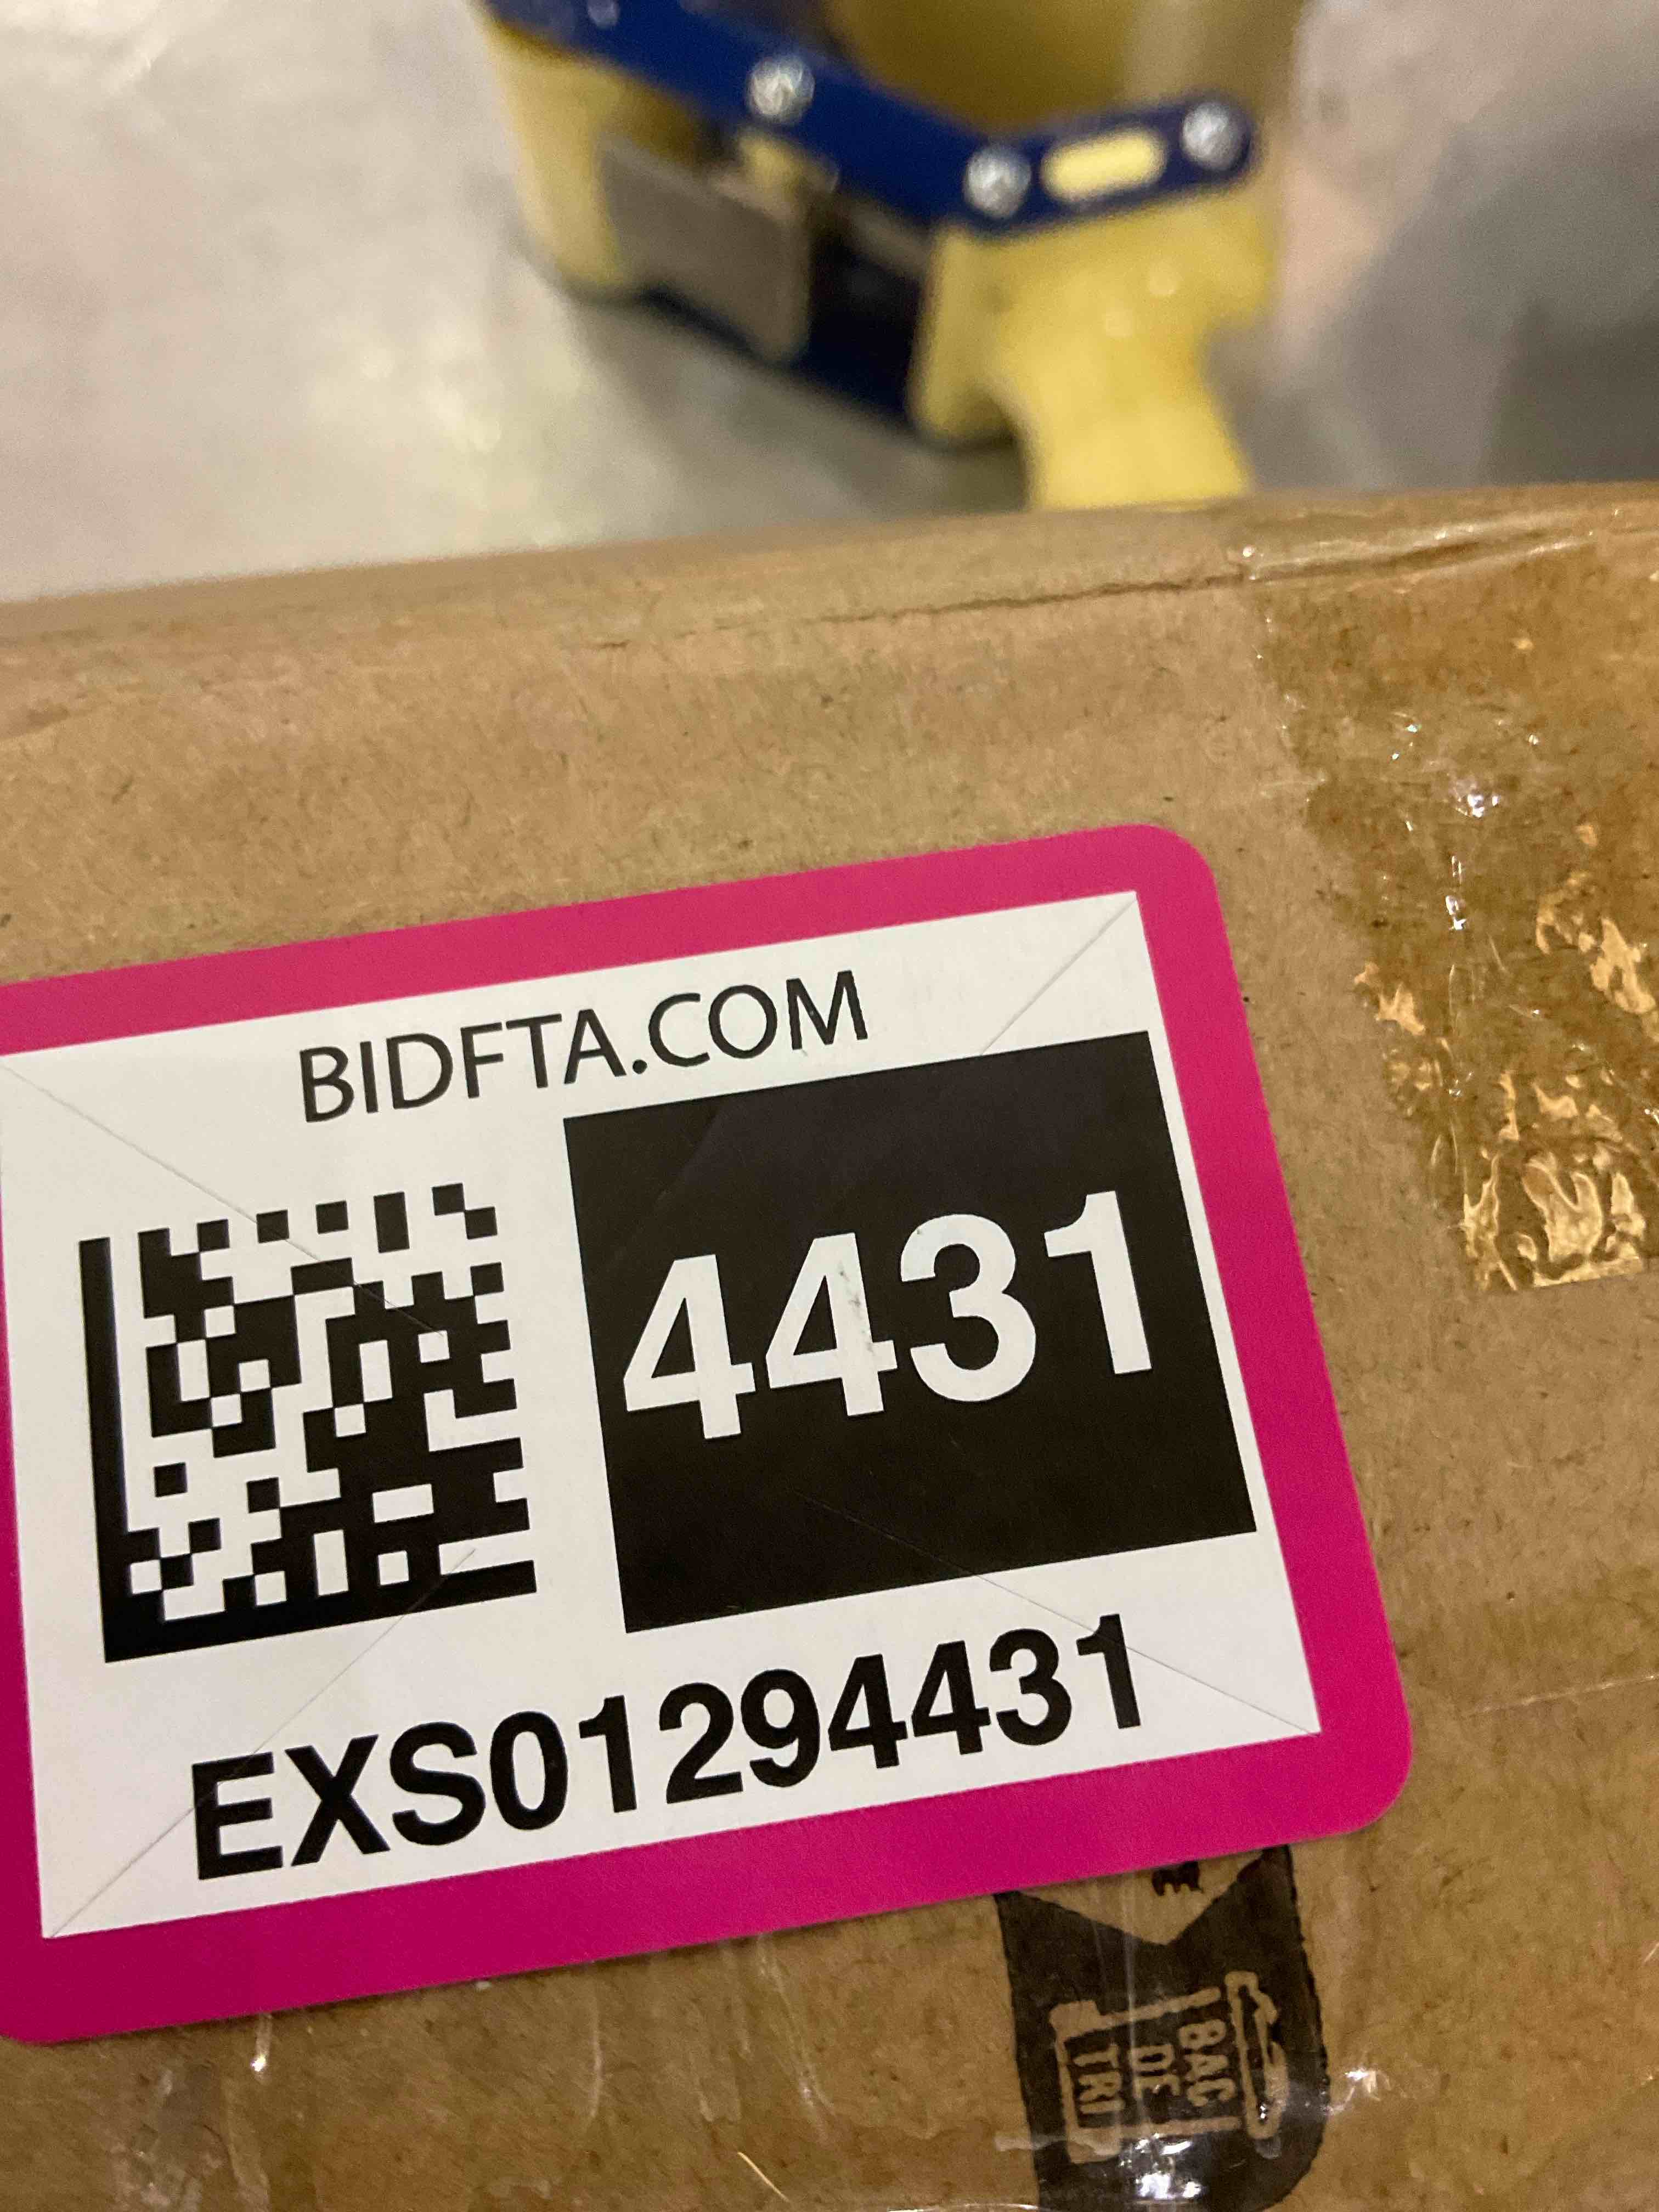 BIDFTA.COM
4431
EXS01294431
BAC
DE
TRI